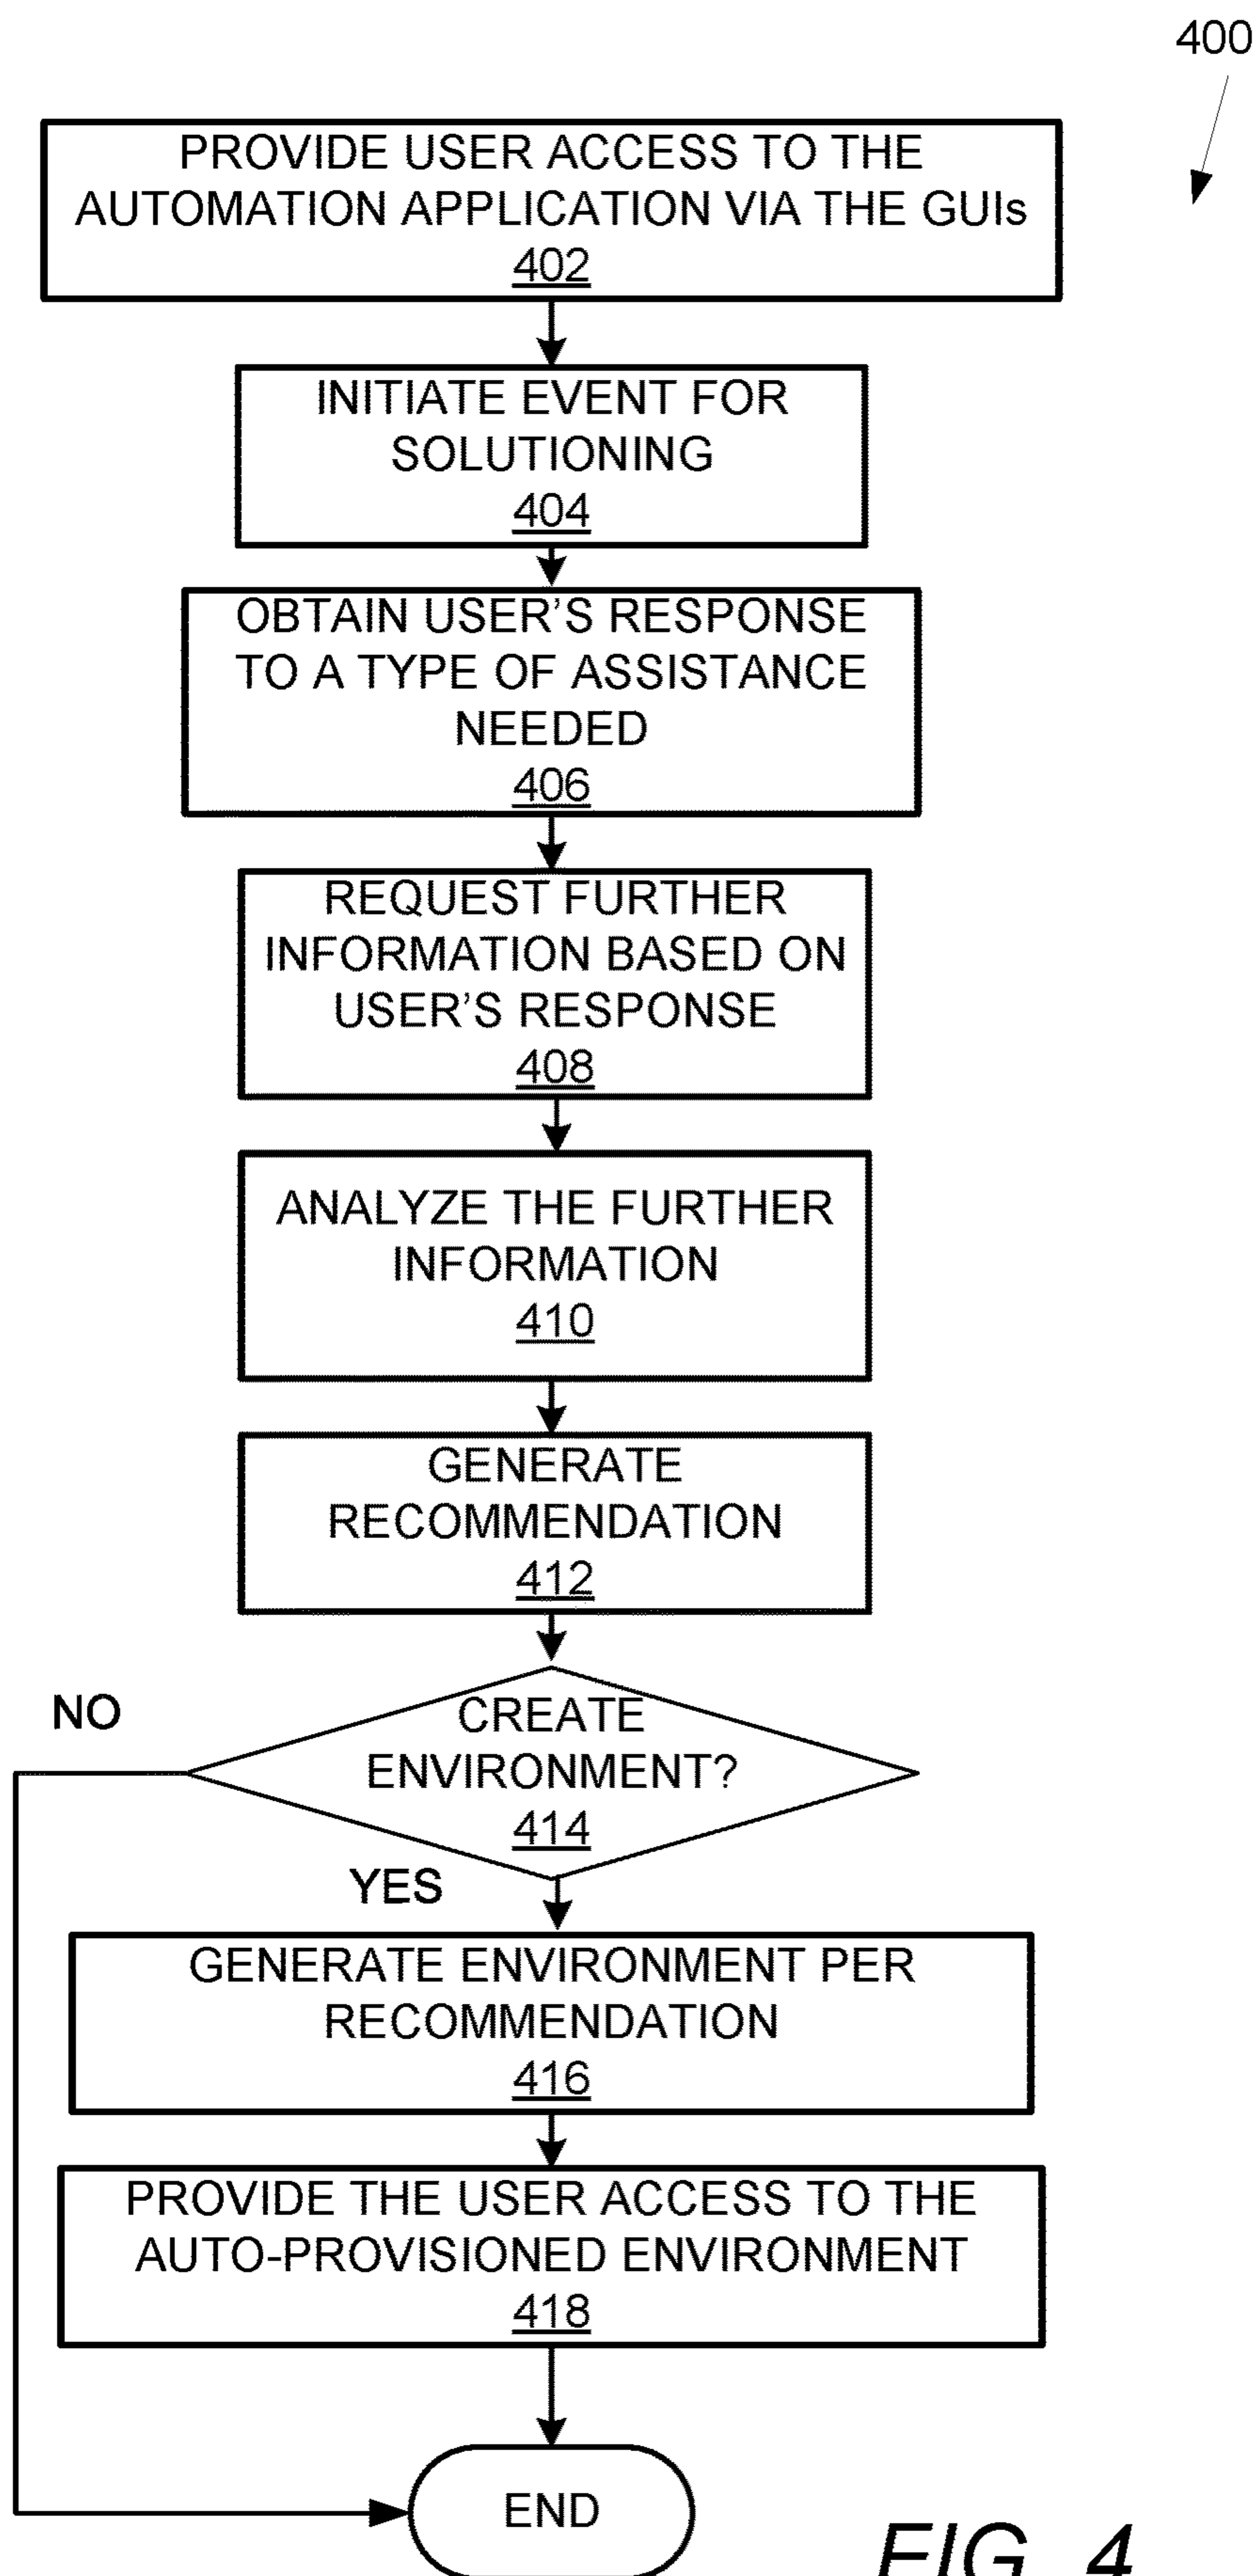 400
PROVIDE USER ACCESS TO THE
AUTOMATION APPLICATION VIA THE GUIs
402
INITIATE EVENT FOR
SOLUTIONING
404
OBTAIN USER’S RESPONSE
TO A TYPE OF ASSISTANCE
NEEDED
406
REQUEST FURTHER
INFORMATION BASED ON
USER’S RESPONSE
408
ANALYZE THE FURTHER
INFORMATION
410
GENERATE
RECOMMENDATION
412
NO
CREATE
ENVIRONMENT?
414
YES
GENERATE ENVIRONMENT PER
RECOMMENDATION
416
PROVIDE THE USER ACCESS TO THE
AUTO-PROVISIONED ENVIRONMENT
418
END
FIG. 4